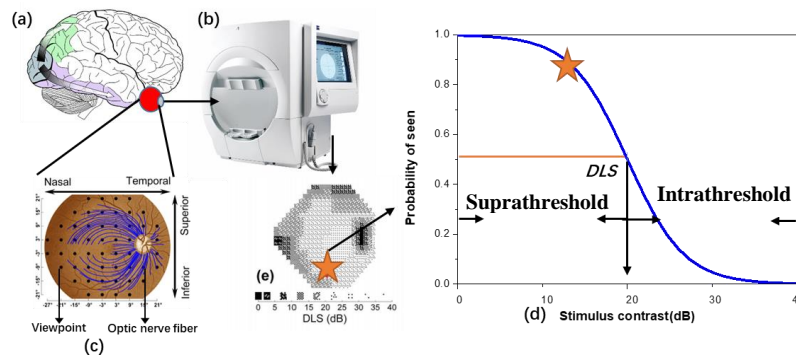 (a)
(b)
(c)
Nasal
Temporal
Superior
Inferior
21°
15°
9°
3°
-3°
-9°
-15°
-21°
-27° -21° -15° -9° -3° 3° 9° 15° 21°
Viewpoint
Optic nerve fiber
(e)
0 5 10 15 20 25 30 35 40
DLS (dB)
Probability of seen
1.0
0.8
0.6
0.4
0.2
0.0
DLS
Suprathreshold
Intrathreshold
0 10 20 30 40
(d)
Stimulus contrast(dB)